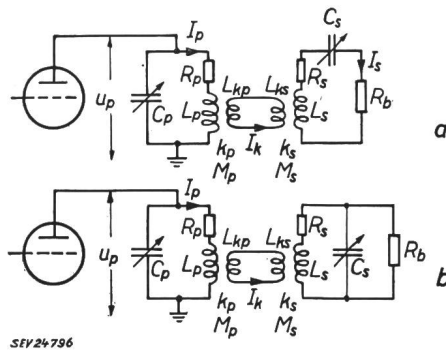 I_p
C_s
R_p
L_kp
L_ks
R_s
I_s
u_p
C_p
L_p
L_s
R_b
I_k
k_p
k_s
M_p
M_s
a
I_p
R_p
L_kp
L_ks
R_s
u_p
C_p
L_p
L_s
C_s
R_b
I_k
k_p
k_s
M_p
M_s
b
SEV24796